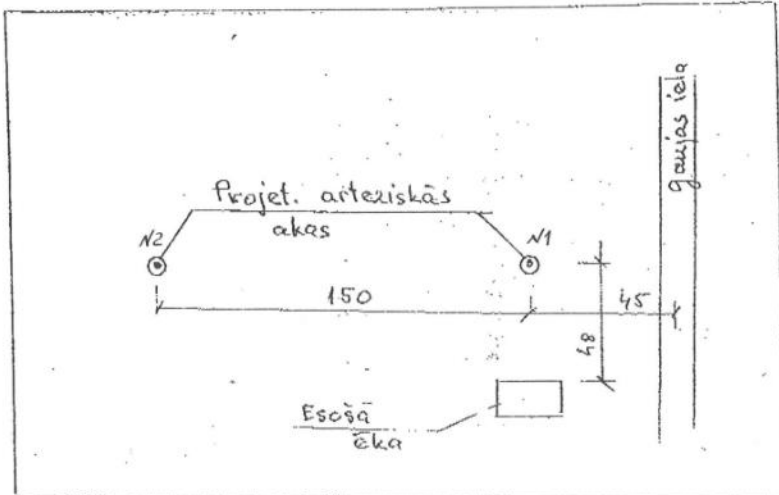 gaujas iela
Projet. arteziskās
akas
N2
N1
150
45
48
Esošā
ēka